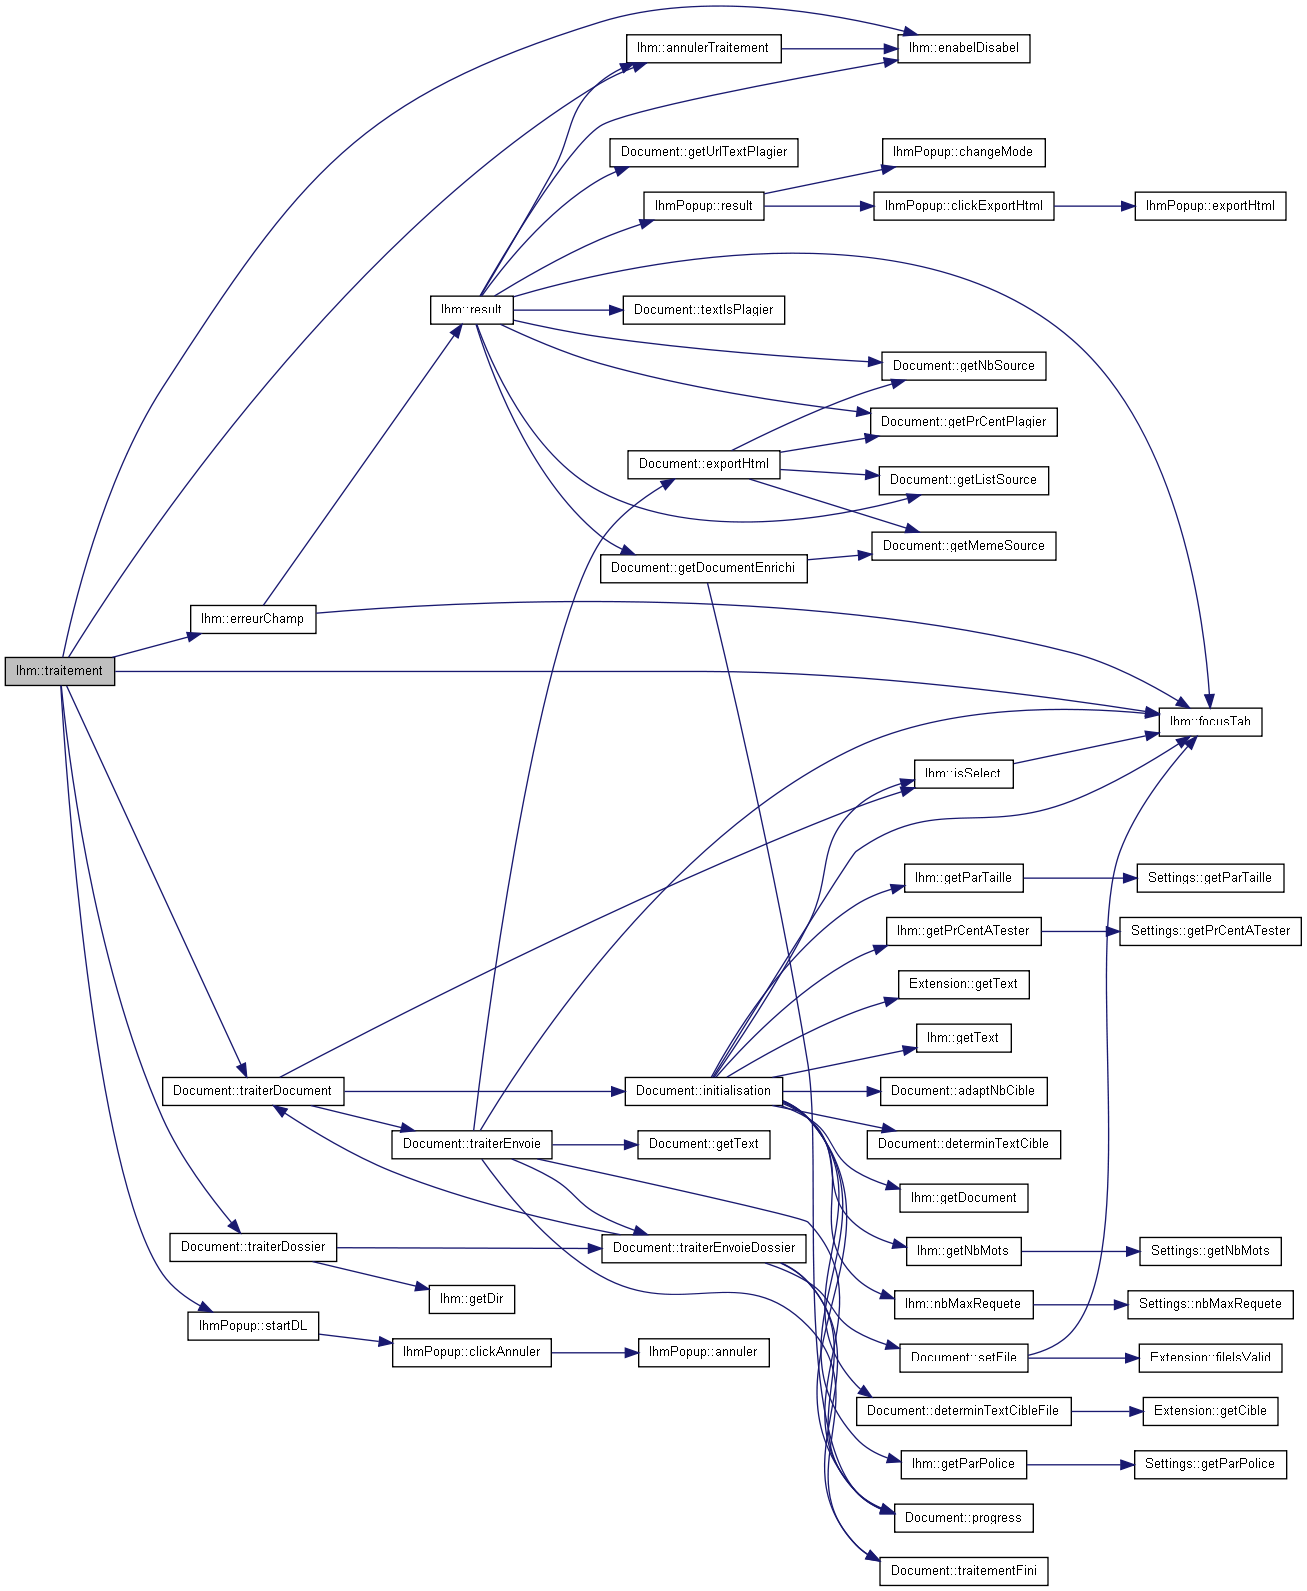 Ihm::annulerTraitement
Ihm::enabelDisabel
Document::getUrlTextPlagier
IhmPopup::changeMode
IhmPopup::result
IhmPopup::clickExportHtml
IhmPopup::exportHtml
Ihm::result
Document::textIsPlagier
Document::getNbSource
Document::getPrCentPlagier
Document::exportHtml
Document::getListSource
Document::getMemeSource
Document::getDocumentEnrichi
Ihm::erreurChamp
Ihm::traitement
Ihm::focusTab
Ihm::isSelect
Ihm::getParTaille
Settings::getParTaille
Ihm::getPrCentATester
Settings::getPrCentATester
Extension::getText
Ihm::getText
Document::traiterDocument
Document::initialisation
Document::adaptNbCible
Document::traiterEnvoie
Document::getText
Document::determinTextCible
Ihm::getDocument
Document::traiterDossier
Document::traiterEnvoieDossier
Ihm::getNbMots
Settings::getNbMots
Ihm::getDir
Ihm::nbMaxRequete
Settings::nbMaxRequete
IhmPopup::startDL
IhmPopup::clickAnnuler
IhmPopup::annuler
Document::setFile
Extension::fileIsValid
Document::determinTextCibleFile
Extension::getCible
Ihm::getParPolice
Settings::getParPolice
Document::progress
Document::traitementFini